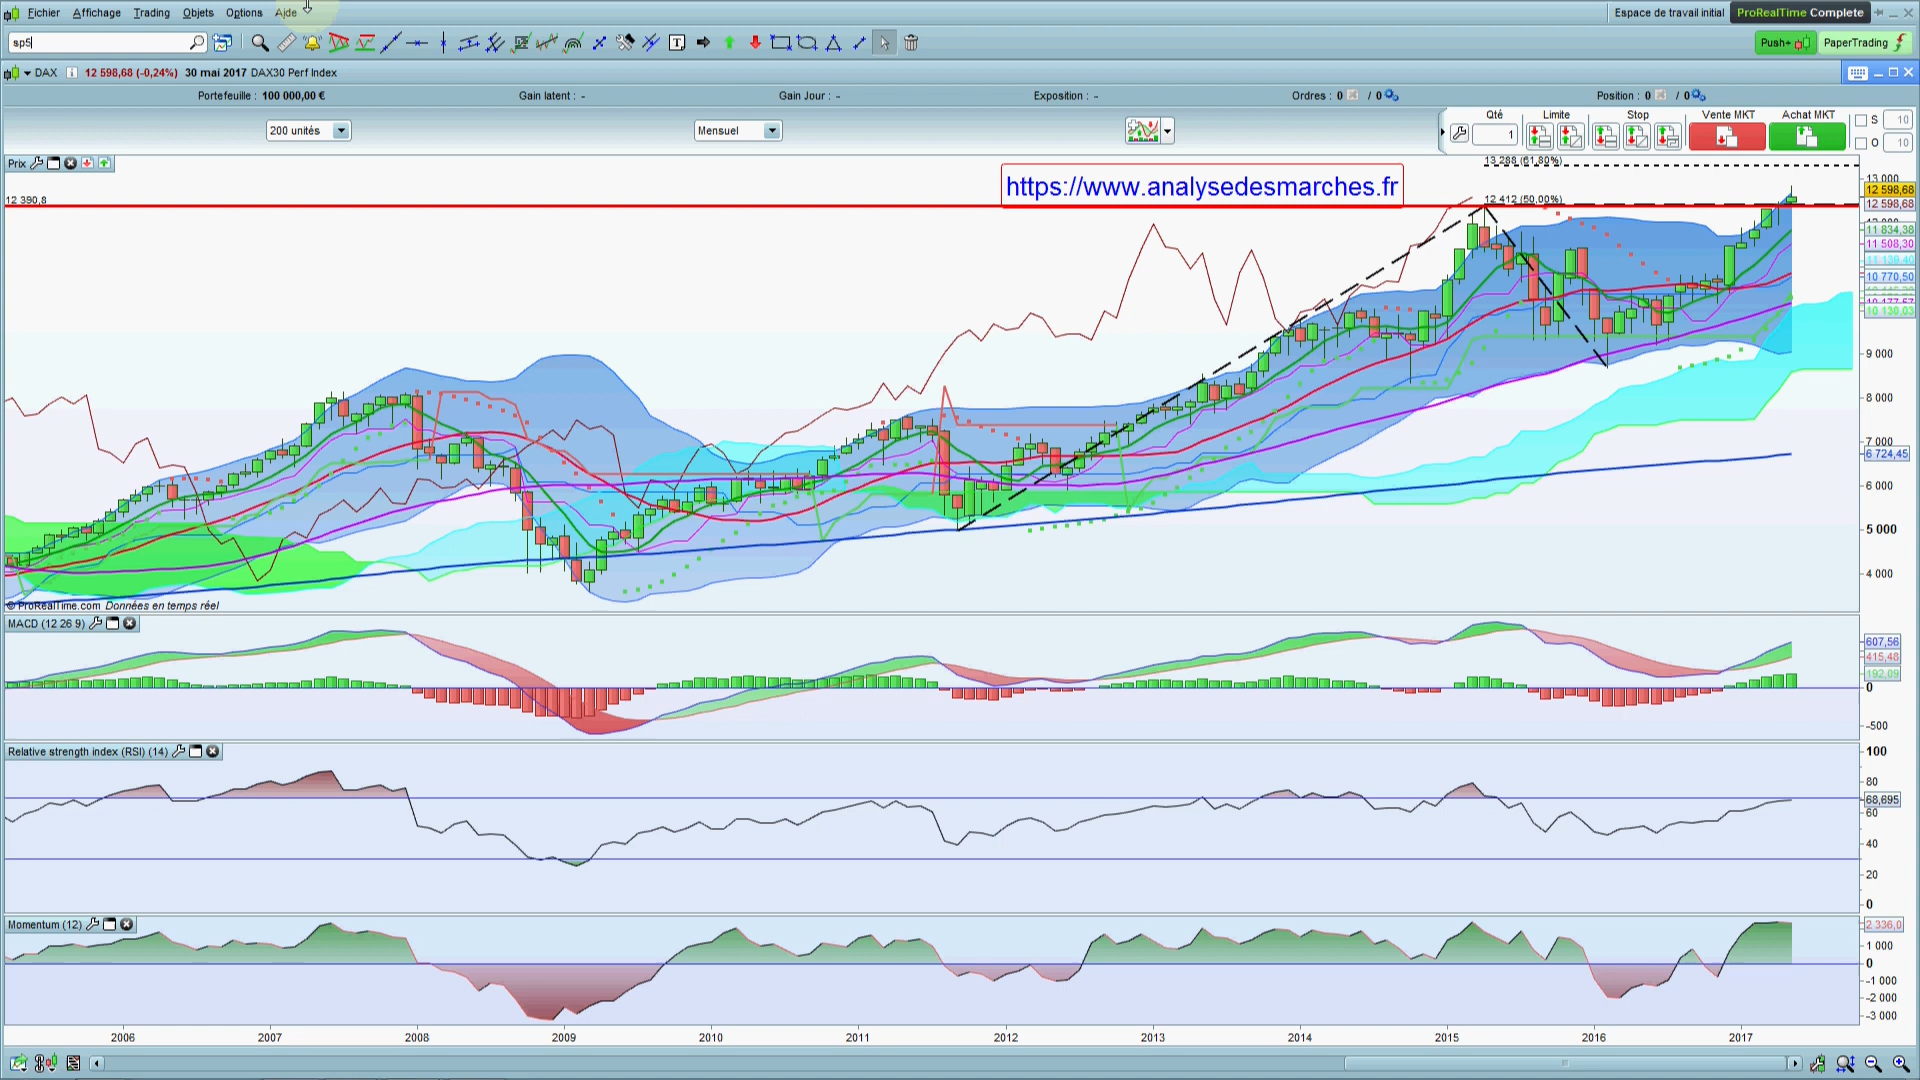 Fichier Affichage Trading Objets Options Aide Espace de travail initial ProRealTime Complete
sp5 Push+ PaperTrading
DAX 12 598,68 (-0,24%) 30 mai 2017 DAX30 Perf Index
Portefeuille : 100 000,00 € Gain latent : - Gain Jour : - Exposition : - Ordres : 0 / 0 Position : 0 / 0
Qté Limite Stop Vente MKT Achat MKT S 10
200 unités Mensuel 1 O 10
Prix 13 288 (61,80%)
13 000
https://www.analysedesmarches.fr 12 598,68
12 390,8 12 412 (50,00%) 12 598,68
11 834,38
11 508,30
11 139,40
10 770,50
10 130,03
9 000
8 000
7 000
6 724,45
6 000
5 000
4 000
© ProRealTime.com Données en temps réel
MACD (12 26 9)
607,56
415,48
192,09
0
-500
Relative strength index (RSI) (14) 100
80
68,695
60
40
20
0
Momentum (12) 2 336,0
1 000
0
-1 000
-2 000
-3 000
2006 2007 2008 2009 2010 2011 2012 2013 2014 2015 2016 2017